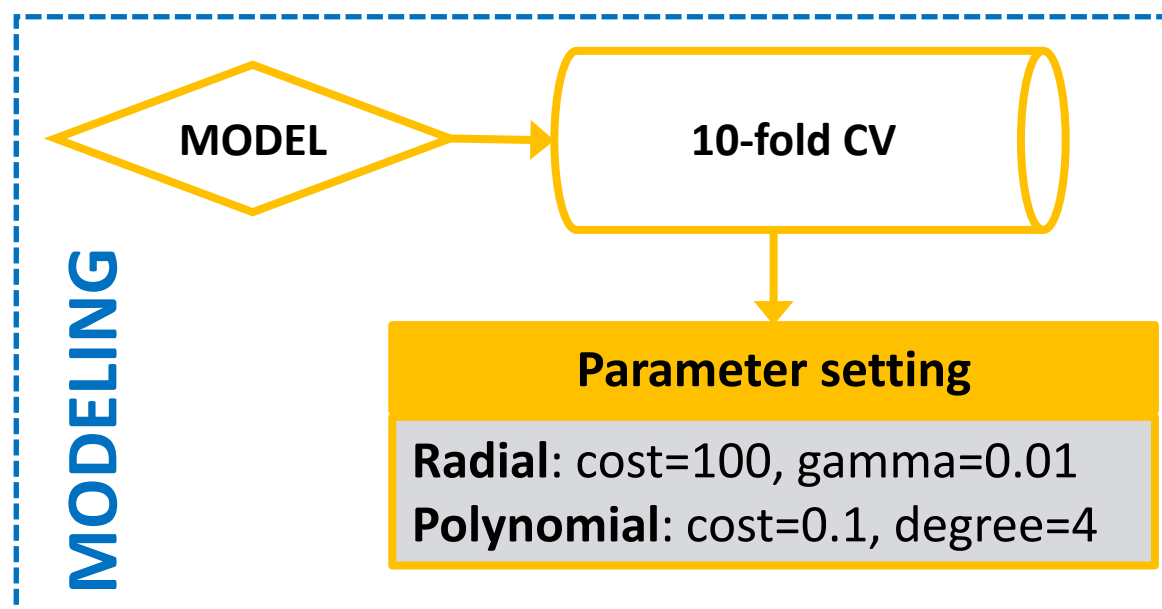 MODEL
10-fold CV
MODELING
Parameter setting
Radial: cost=100, gamma=0.01
Polynomial: cost=0.1, degree=4